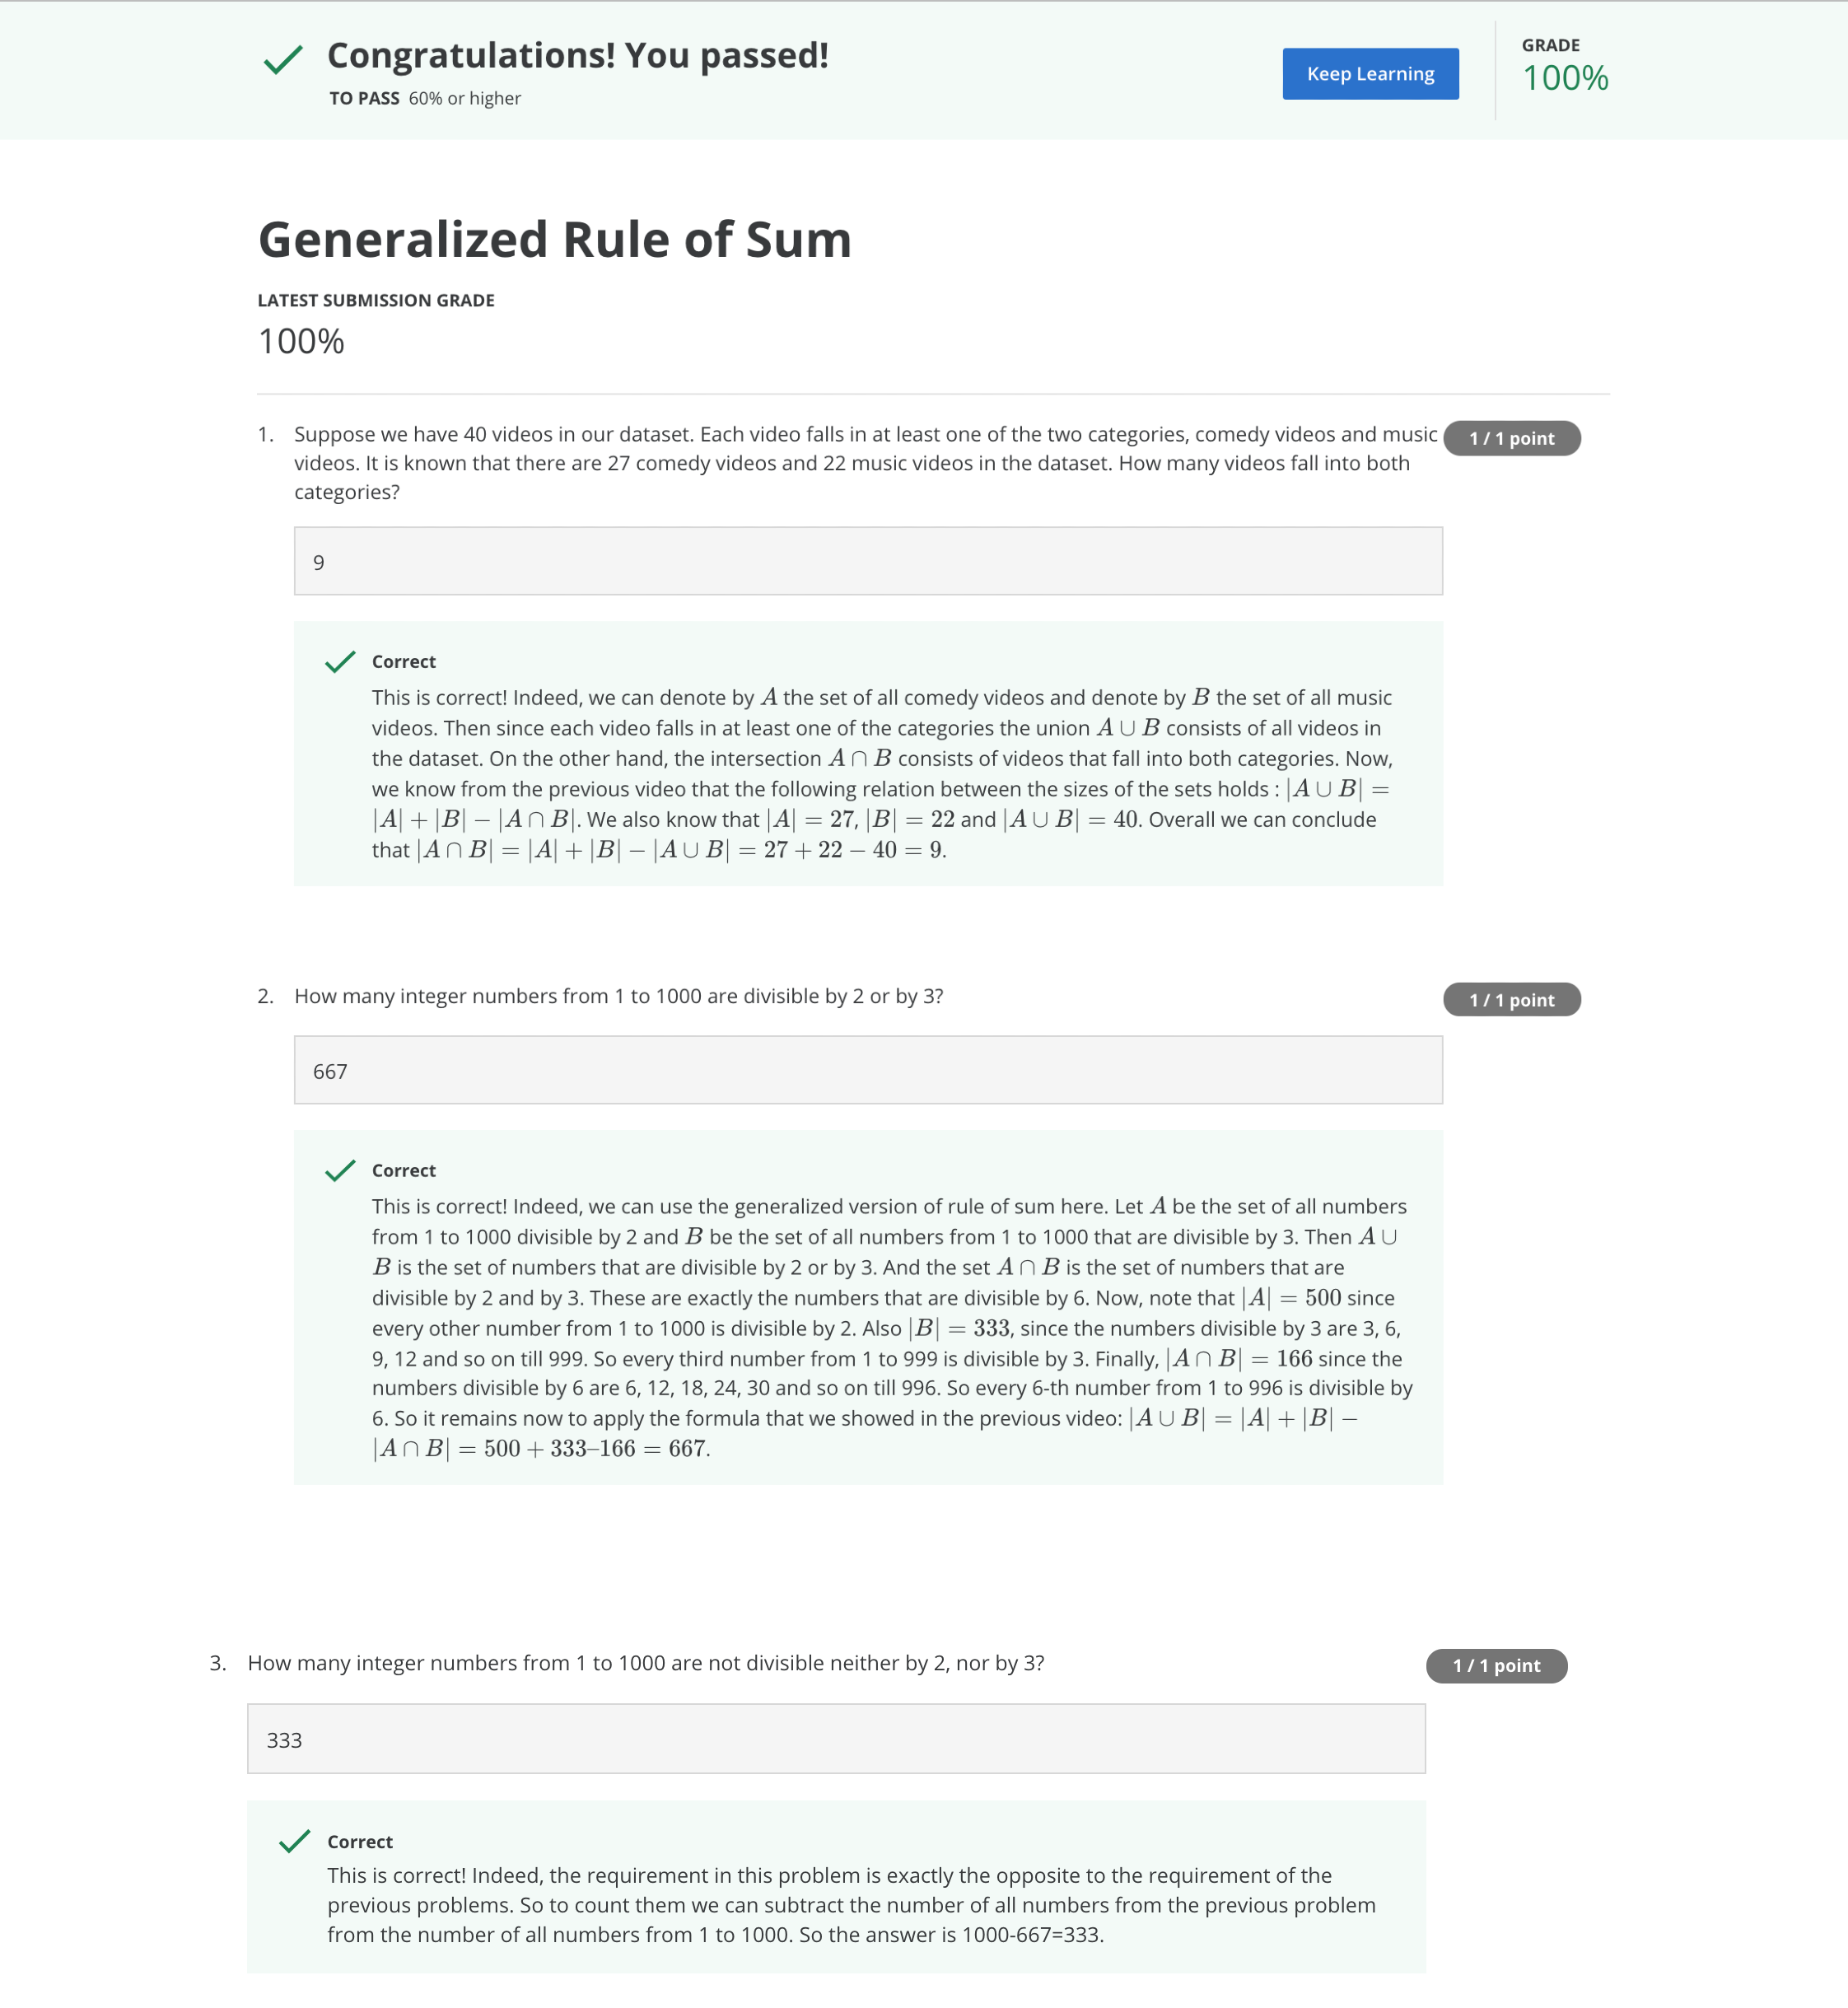 Congratulations! You passed!
TO PASS 60% or higher
Keep Learning
GRADE
100%
Generalized Rule of Sum
LATEST SUBMISSION GRADE
100%
1. Suppose we have 40 videos in our dataset. Each video falls in at least one of the two categories, comedy videos and music
videos. It is known that there are 27 comedy videos and 22 music videos in the dataset. How many videos fall into both
categories?
1 / 1 point
9
Correct
This is correct! Indeed, we can denote by A the set of all comedy videos and denote by B the set of all music
videos. Then since each video falls in at least one of the categories the union A ∪ B consists of all videos in
the dataset. On the other hand, the intersection A ∩ B consists of videos that fall into both categories. Now,
we know from the previous video that the following relation between the sizes of the sets holds : |A ∪ B| =
|A| + |B| − |A ∩ B|. We also know that |A| = 27, |B| = 22 and |A ∪ B| = 40. Overall we can conclude
that |A ∩ B| = |A| + |B| − |A ∪ B| = 27 + 22 − 40 = 9.
2. How many integer numbers from 1 to 1000 are divisible by 2 or by 3?
1 / 1 point
667
Correct
This is correct! Indeed, we can use the generalized version of rule of sum here. Let A be the set of all numbers
from 1 to 1000 divisible by 2 and B be the set of all numbers from 1 to 1000 that are divisible by 3. Then A ∪
B is the set of numbers that are divisible by 2 or by 3. And the set A ∩ B is the set of numbers that are
divisible by 2 and by 3. These are exactly the numbers that are divisible by 6. Now, note that |A| = 500 since
every other number from 1 to 1000 is divisible by 2. Also |B| = 333, since the numbers divisible by 3 are 3, 6,
9, 12 and so on till 999. So every third number from 1 to 999 is divisible by 3. Finally, |A ∩ B| = 166 since the
numbers divisible by 6 are 6, 12, 18, 24, 30 and so on till 996. So every 6-th number from 1 to 996 is divisible by
6. So it remains now to apply the formula that we showed in the previous video: |A ∪ B| = |A| + |B| −
|A ∩ B| = 500 + 333–166 = 667.
3. How many integer numbers from 1 to 1000 are not divisible neither by 2, nor by 3?
1 / 1 point
333
Correct
This is correct! Indeed, the requirement in this problem is exactly the opposite to the requirement of the
previous problems. So to count them we can subtract the number of all numbers from the previous problem
from the number of all numbers from 1 to 1000. So the answer is 1000-667=333.